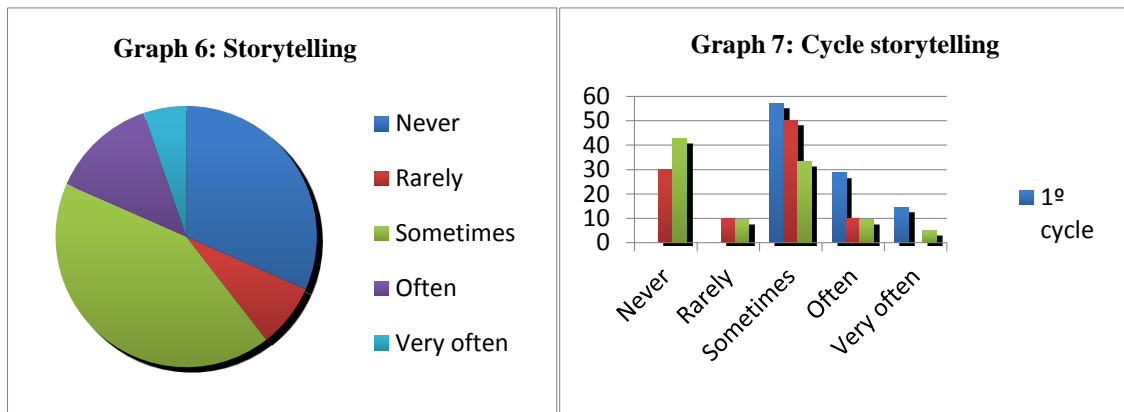 Graph 6: Storytelling
Never
Rarely
Sometimes
Often
Very often
Graph 7: Cycle storytelling
60
50
40
30
20
10
0
Never
Rarely
Sometimes
Often
Very often
1º
cycle